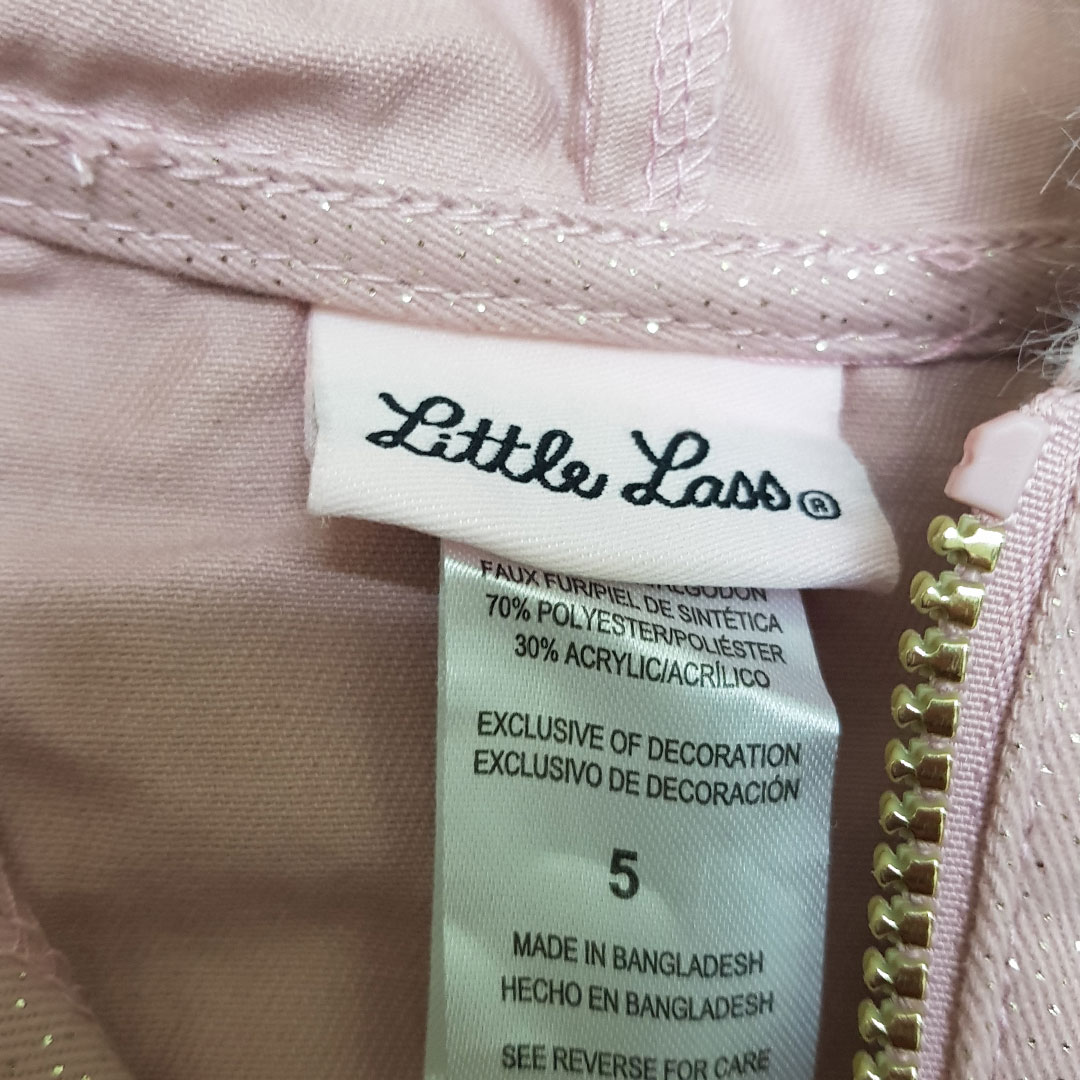 Little Lass®
ALGODÓN
FAUX FUR/PIEL DE SINTÉTICA
70% POLYESTER/POLIÉSTER
30% ACRYLIC/ACRÍLICO
EXCLUSIVE OF DECORATION
EXCLUSIVO DE DECORACIÓN
5
MADE IN BANGLADESH
HECHO EN BANGLADESH
SEE REVERSE FOR CARE